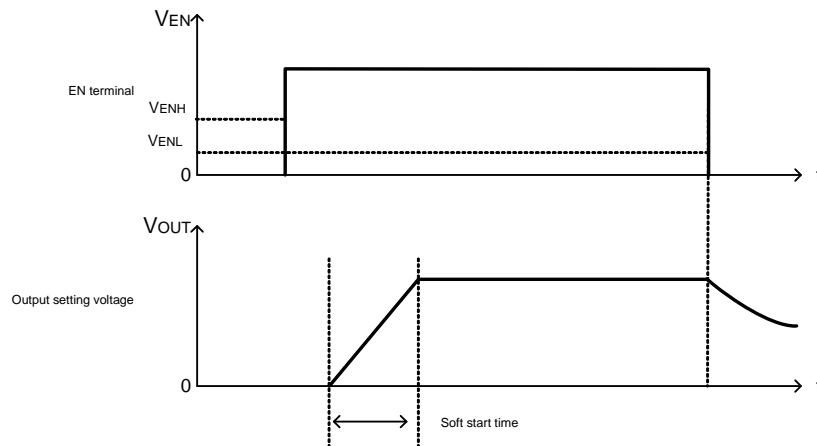 VEN
EN terminal
VENH
VENL
0
VOUT
Output setting voltage
0
Soft start time